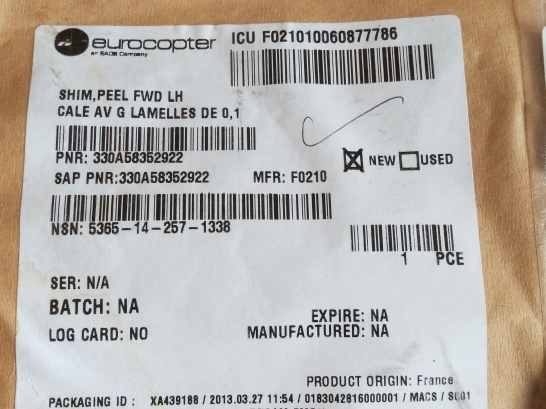 eurocopter
an EADS Company
ICU F021010060877786
SHIM,PEEL FWD LH
CALE AV G LAMELLES DE 0,1
PNR: 330A58352922
SAP PNR:330A58352922 MFR: F0210
NEW USED
NSN: 5365-14-257-1338
1 PCE
SER: N/A
BATCH: NA
EXPIRE: NA
LOG CARD: NO
MANUFACTURED: NA
PRODUCT ORIGIN: France
PACKAGING ID : XA439188 / 2013.03.27 11:54 / 0183042816000001 / MACS /